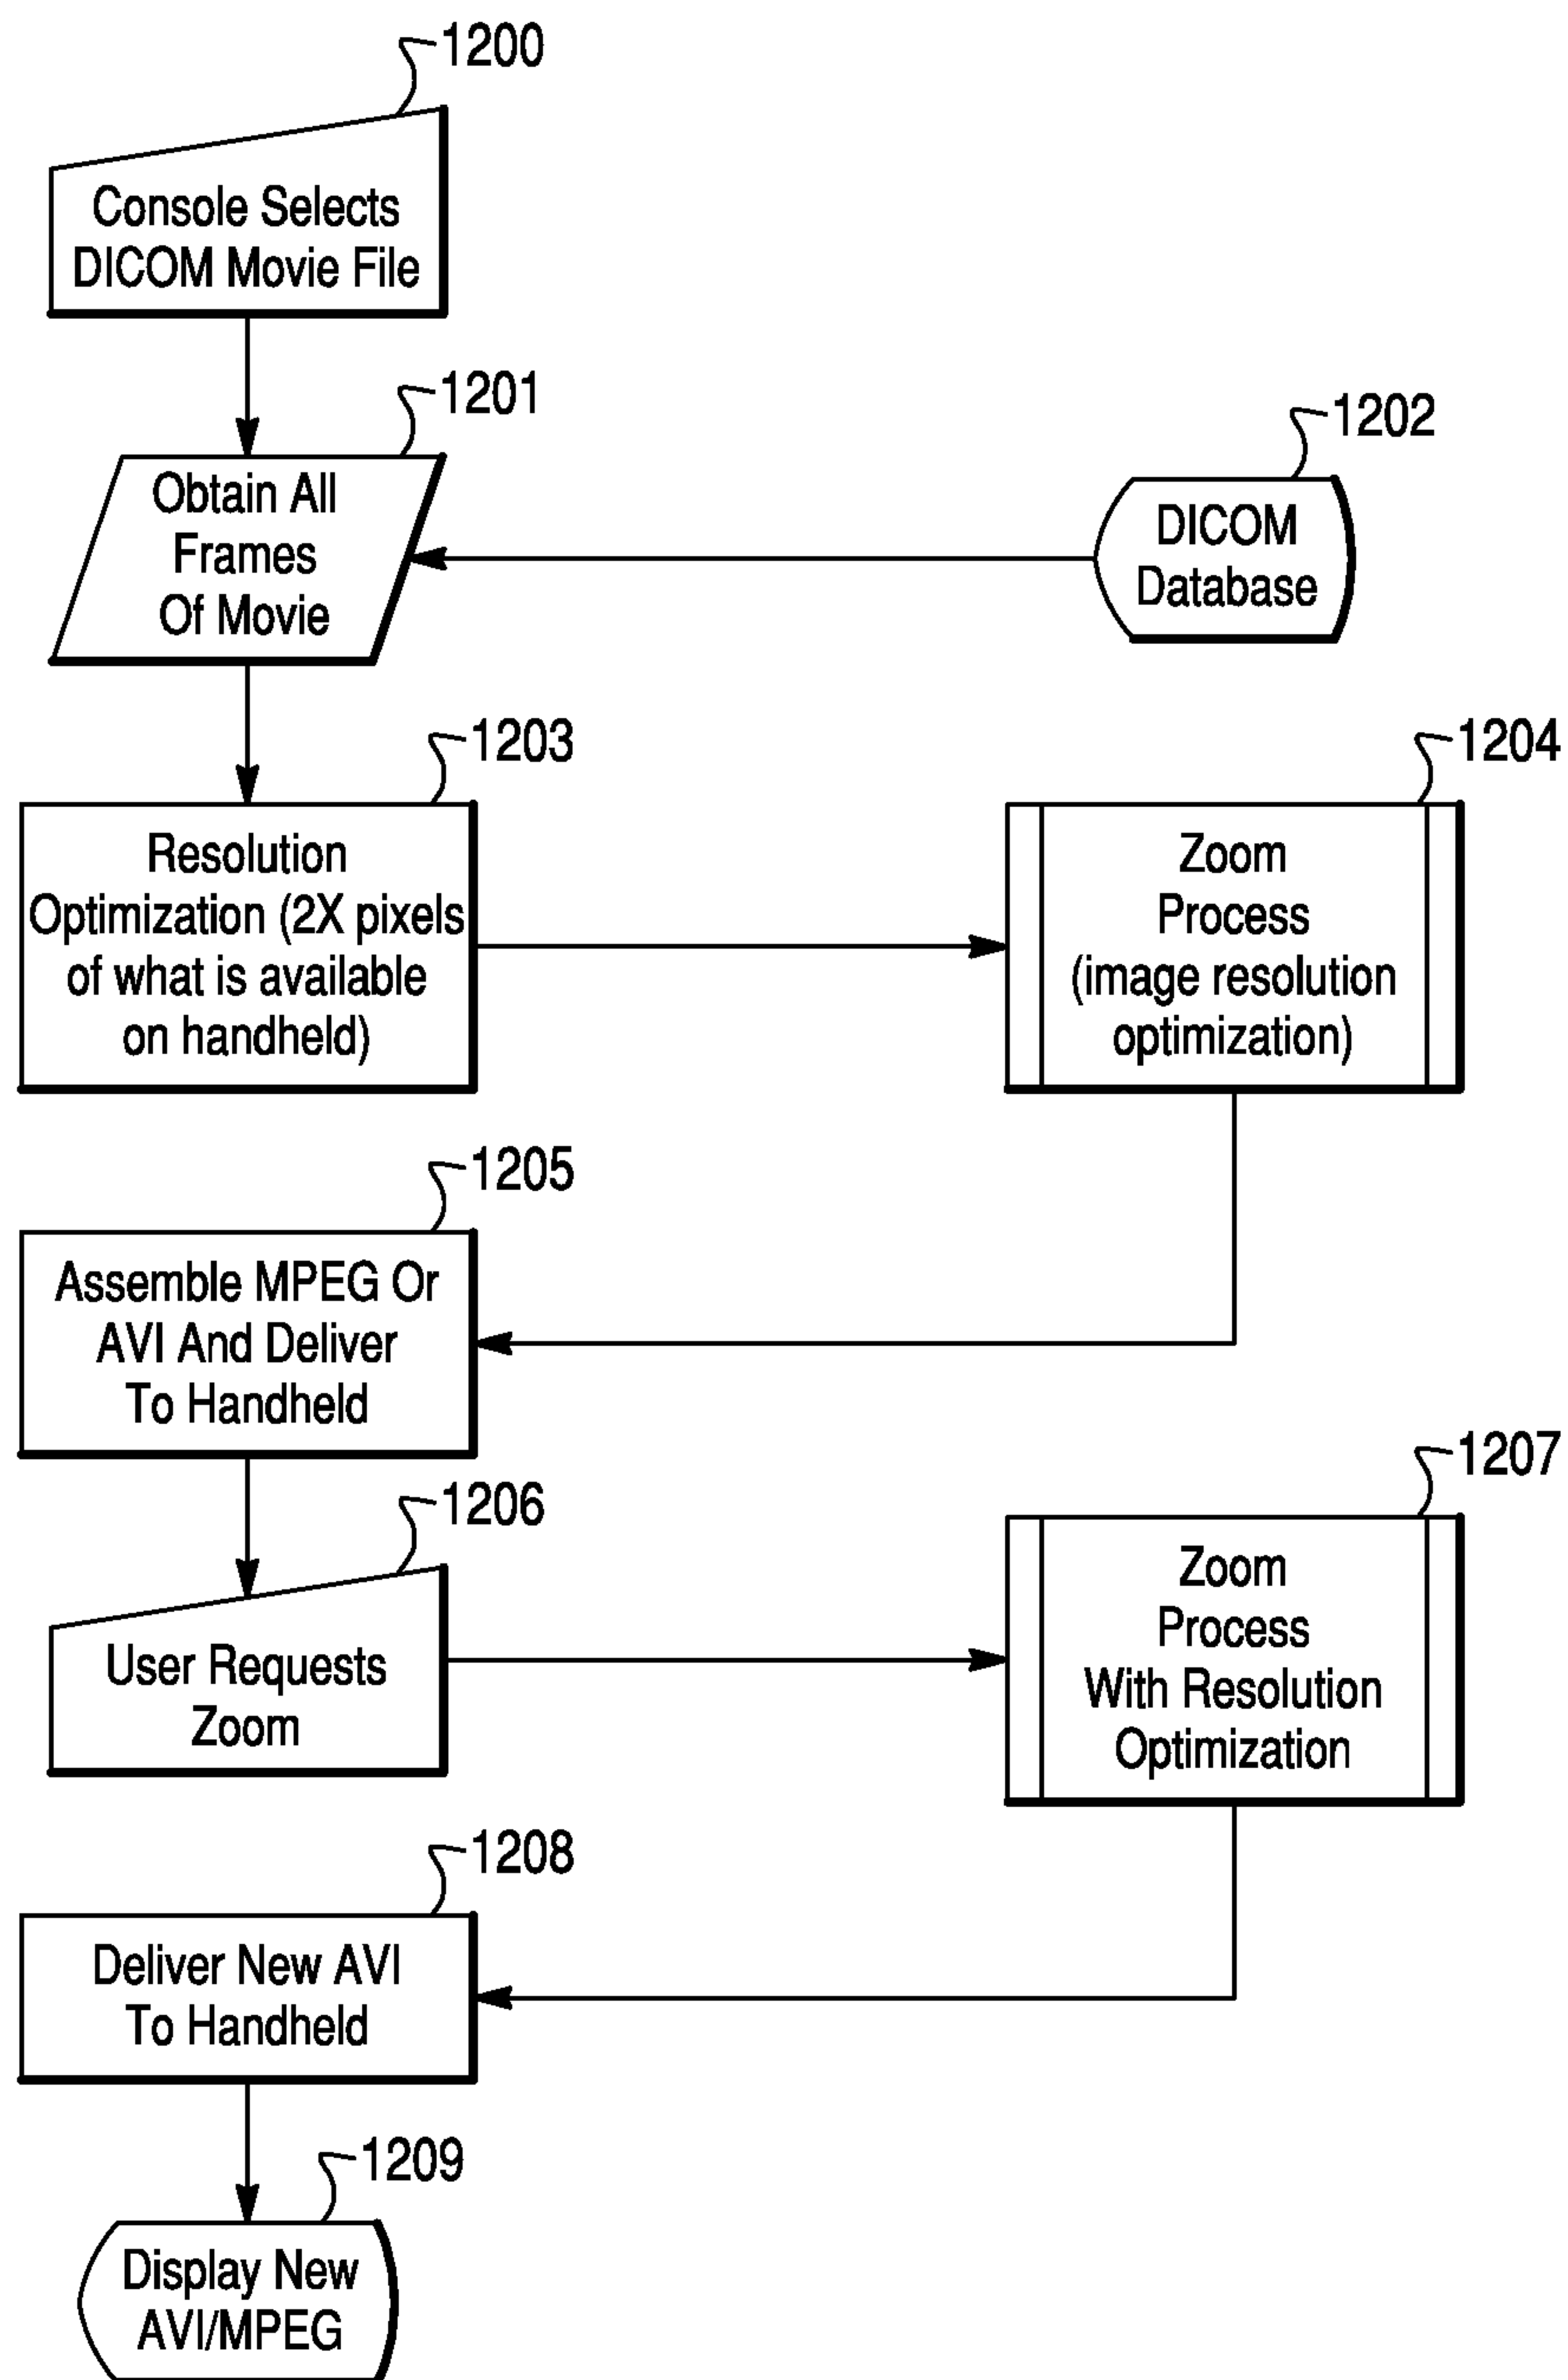 1200
Console Selects
DICOM Movie File
1201
Obtain All
Frames
Of Movie
1202
DICOM
Database
1203
Resolution
Optimization (2X pixels
of what is available
on handheld)
1204
Zoom
Process
(image resolution
optimization)
1205
Assemble MPEG Or
AVI And Deliver
To Handheld
1206
User Requests
Zoom
1207
Zoom
Process
With Resolution
Optimization
1208
Deliver New AVI
To Handheld
1209
Display New
AVI/MPEG